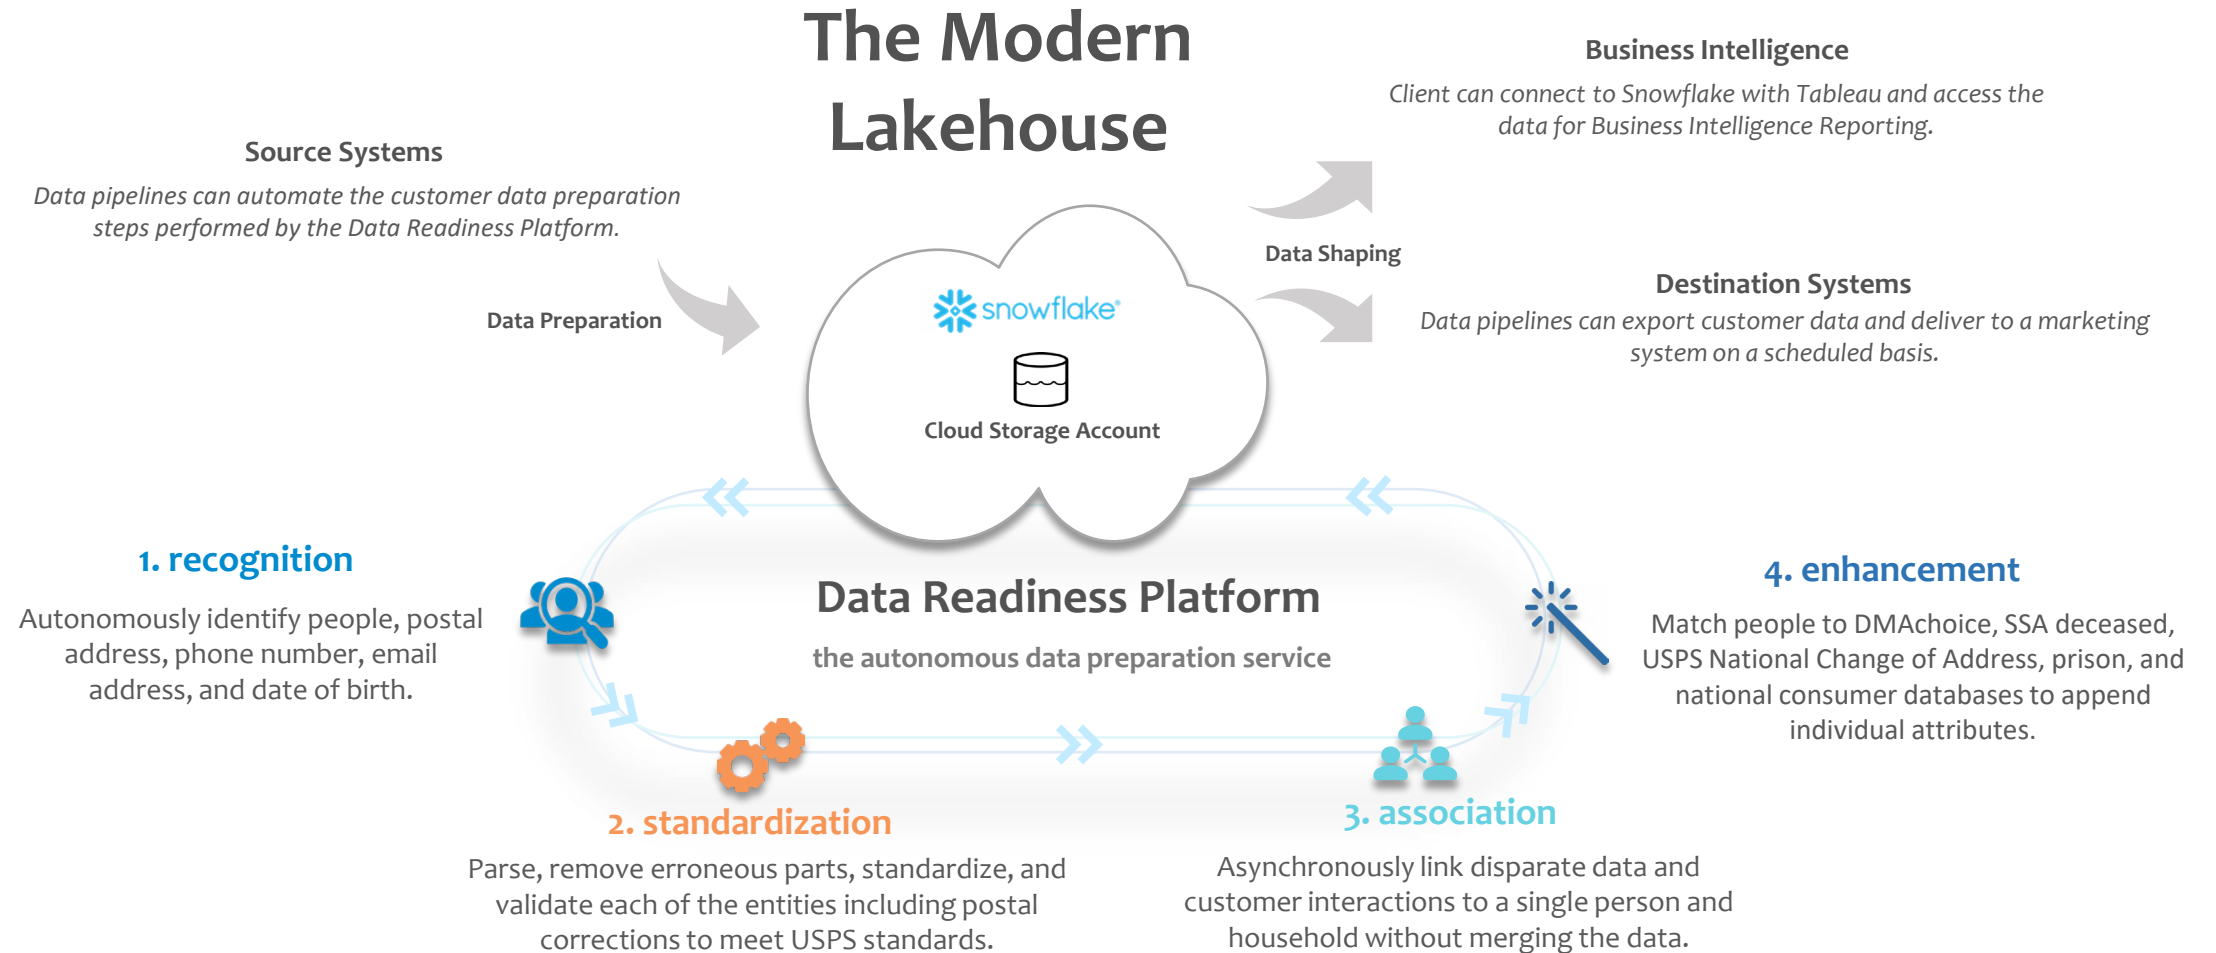 The Modern
Lakehouse
Source Systems
Data pipelines can automate the customer data preparation
steps performed by the Data Readiness Platform.
Data Preparation
Business Intelligence
Client can connect to Snowflake with Tableau and access the
data for Business Intelligence Reporting.
Data Shaping
Destination Systems
Data pipelines can export customer data and deliver to a marketing
system on a scheduled basis.
snowflake®
Cloud Storage Account
Data Readiness Platform
the autonomous data preparation service
1. recognition
Autonomously identify people, postal
address, phone number, email
address, and date of birth.
2. standardization
Parse, remove erroneous parts, standardize, and
validate each of the entities including postal
corrections to meet USPS standards.
3. association
Asynchronously link disparate data and
customer interactions to a single person and
household without merging the data.
4. enhancement
Match people to DMAchoice, SSA deceased,
USPS National Change of Address, prison, and
national consumer databases to append
individual attributes.